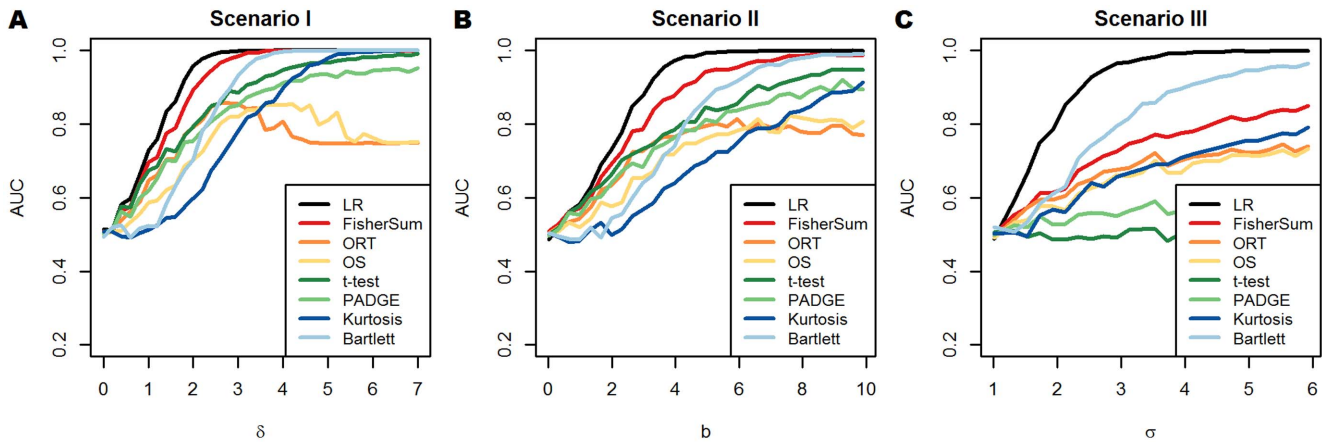 A
Scenario I
AUC
1.0
0.8
0.6
0.4
0.2
LR
FisherSum
ORT
OS
t-test
PADGE
Kurtosis
Bartlett
0 1 2 3 4 5 6 7
δ
B
Scenario II
AUC
1.0
0.8
0.6
0.4
0.2
LR
FisherSum
ORT
OS
t-test
PADGE
Kurtosis
Bartlett
0 2 4 6 8 10
b
C
Scenario III
AUC
1.0
0.8
0.6
0.4
0.2
LR
FisherSum
ORT
OS
t-test
PADGE
Kurtosis
Bartlett
1 2 3 4 5 6
σ